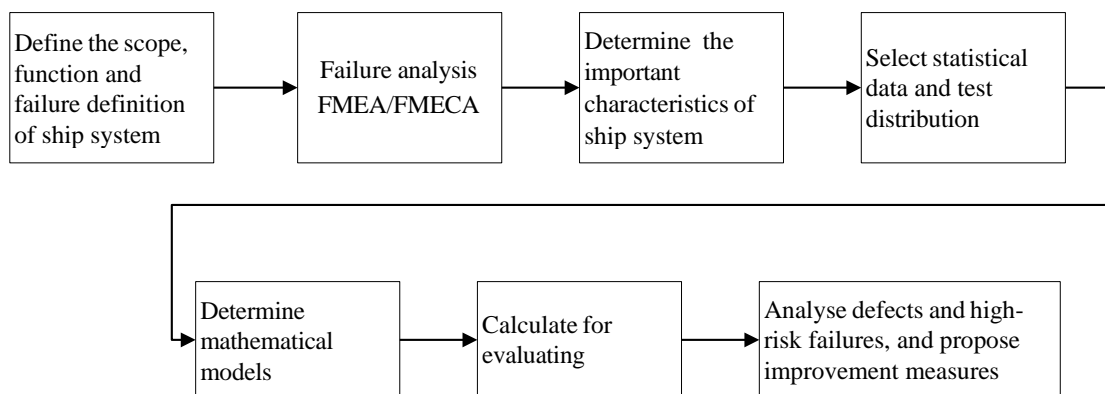 Define the scope,
function and
failure definition
of ship system
Failure analysis
FMEA/FMECA
Determine the
important
characteristics of
ship system
Select statistical
data and test
distribution
Determine
mathematical
models
Calculate for
evaluating
Analyse defects and high-
risk failures, and propose
improvement measures